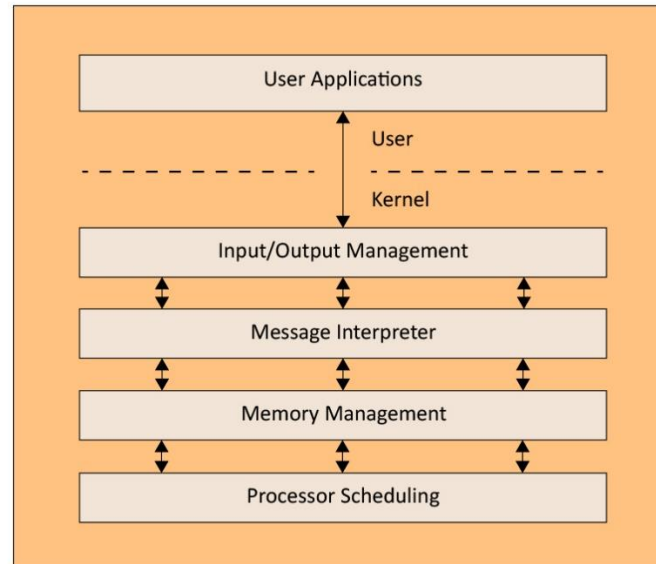 User Applications
User
Kernel
Input/Output Management
Message Interpreter
Memory Management
Processor Scheduling